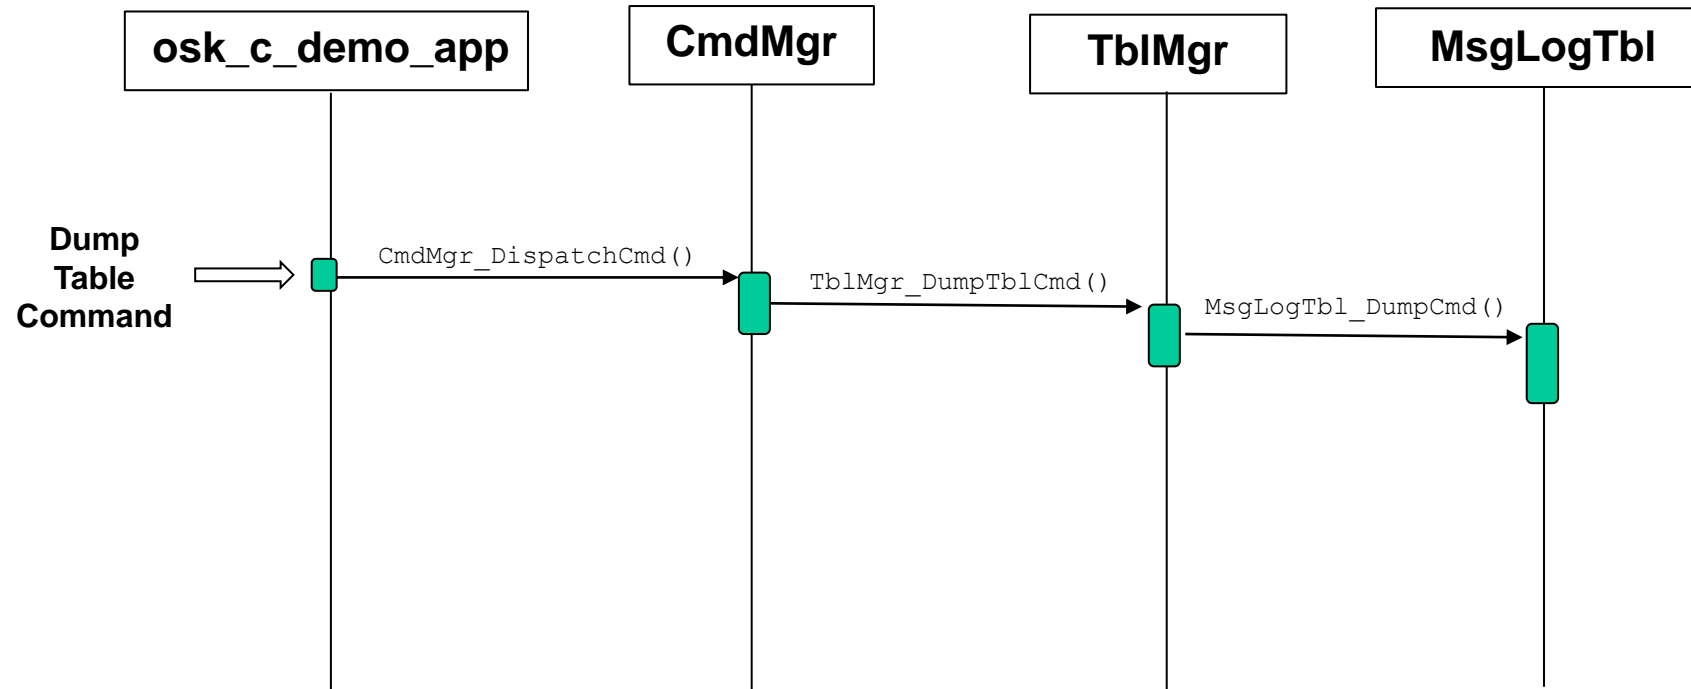 osk_c_demo_app
CmdMgr
TblMgr
MsgLogTbl
Dump
Table
Command
CmdMgr_DispatchCmd()
TblMgr_DumpTblCmd()
MsgLogTbl_DumpCmd()